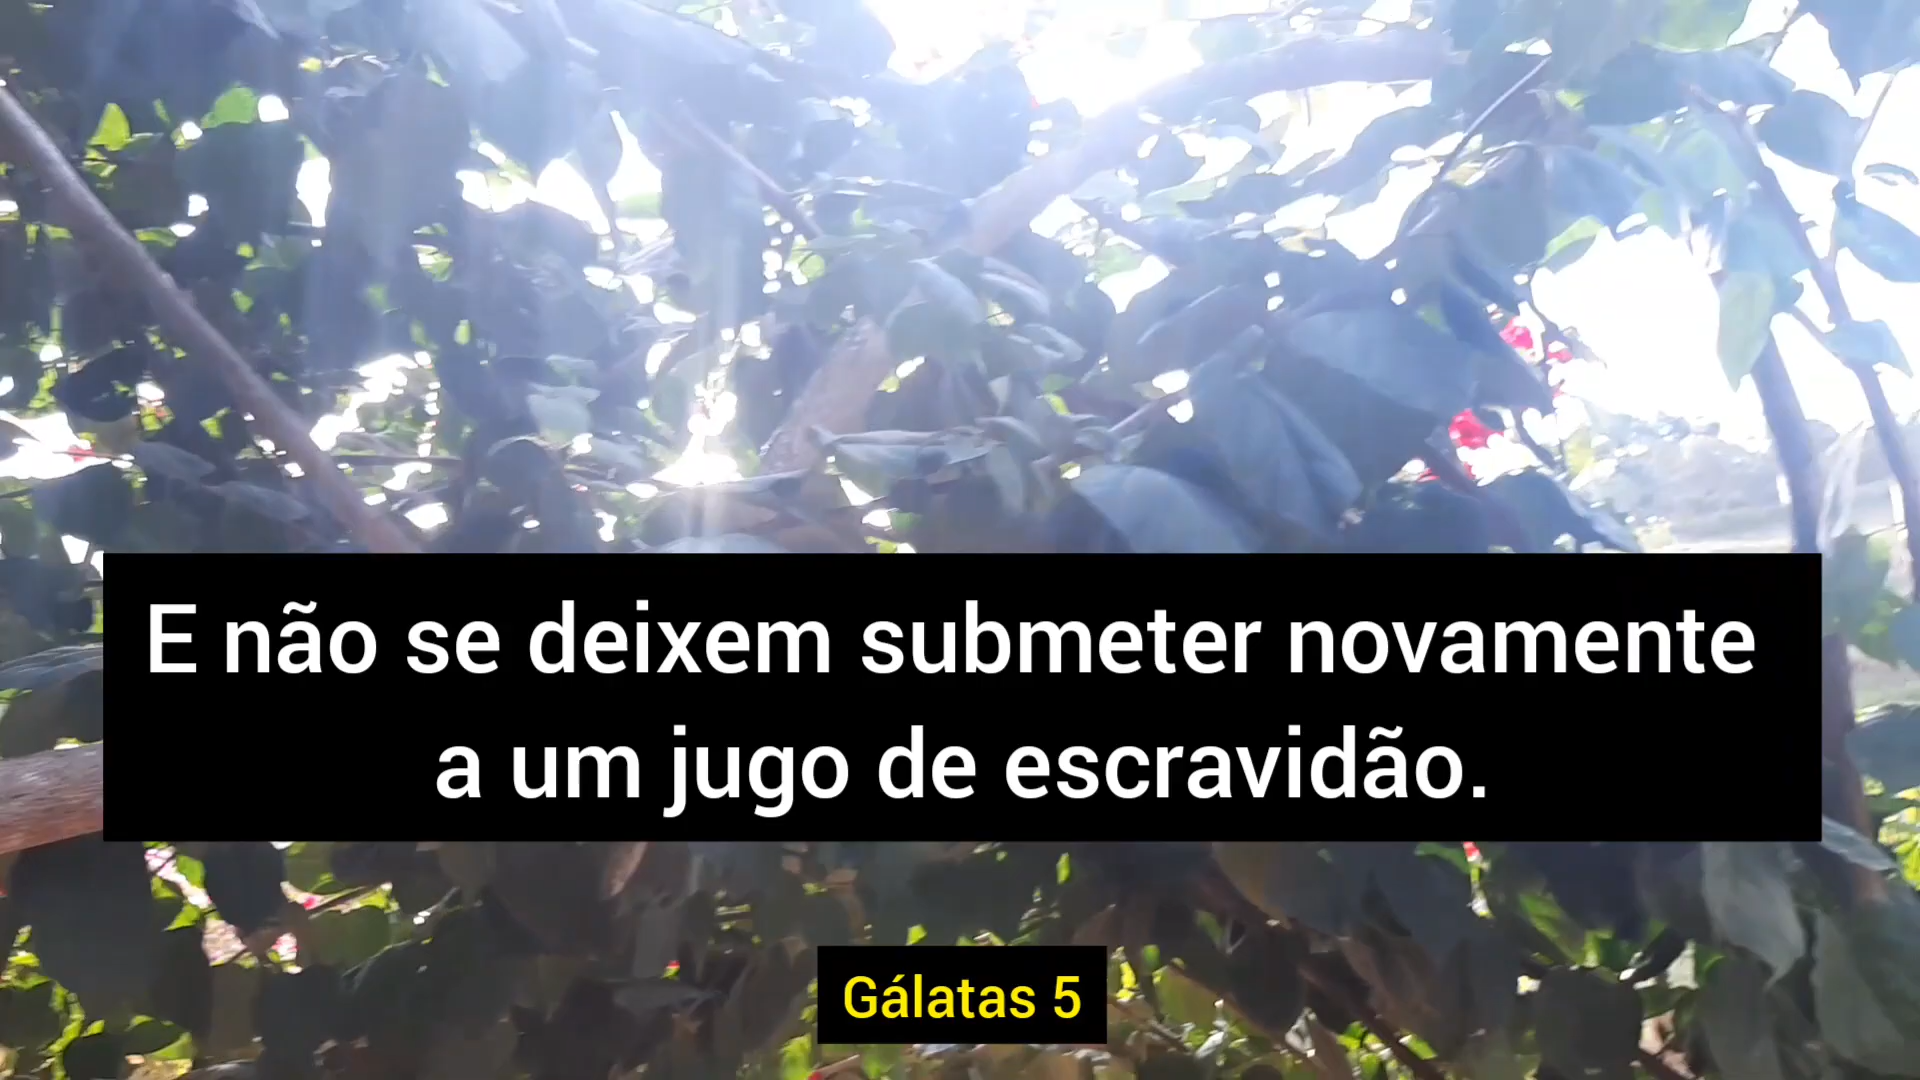 E não se deixem submeter novamente
a um jugo de escravidão.
Gálatas 5